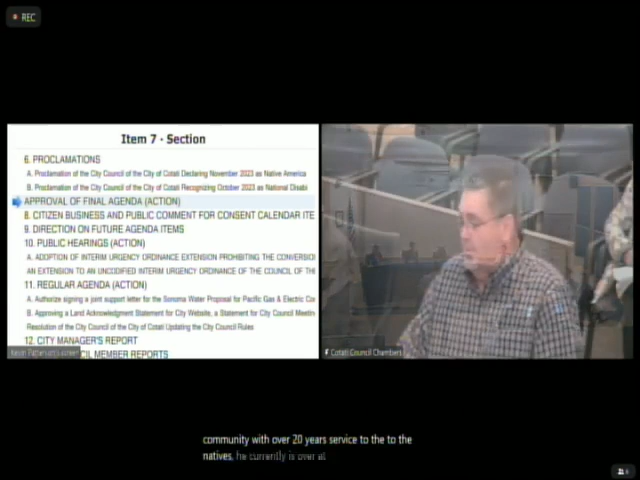 REC
Item 7 - Section
6. PROCLAMATIONS
A. Proclamation of the City Council of the City of Cotati Declaring November 2023 as Native America
B. Proclamation of the City Council of the City of Cotati Recognizing October 2023 as National Disabi
APPROVAL OF FINAL AGENDA (ACTION)
8. CITIZEN BUSINESS AND PUBLIC COMMENT FOR CONSENT CALENDAR ITE
9. DIRECTION ON FUTURE AGENDA ITEMS
10. PUBLIC HEARINGS (ACTION)
A. ADOPTION OF INTERIM URGENCY ORDINANCE EXTENSION PROHIBITING THE CONVERSIO
AN EXTENSION TO AN UNCODIFIED INTERIM URGENCY ORDINANCE OF THE COUNCIL OF TH
11. REGULAR AGENDA (ACTION)
A. Authorize signing a joint support letter for the Sonoma Water Proposal for Pacific Gas & Electric Co
B. Approving a Land Acknowledgment Statement for City Website, a Statement for City Council Meetin
Resolution of the City Council of the City of Cotati Updating the City Council Rules
12. CITY MANAGER'S REPORT
CIL MEMBER REPORTS
Cotati Council Chambers
community with over 20 years service to the to the
natives, he currently is over at